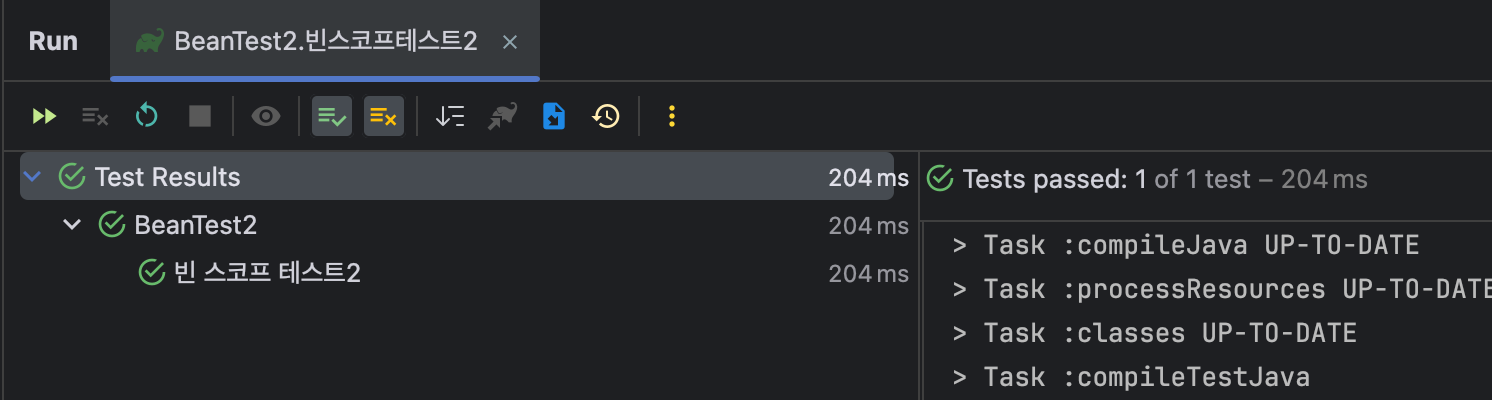 Run
BeanTest2.빈스코프테스트2
Test Results 204 ms
BeanTest2 204 ms
빈 스코프 테스트2 204 ms
Tests passed: 1 of 1 test – 204 ms
> Task :compileJava UP-TO-DATE
> Task :processResources UP-TO-DATE
> Task :classes UP-TO-DATE
> Task :compileTestJava